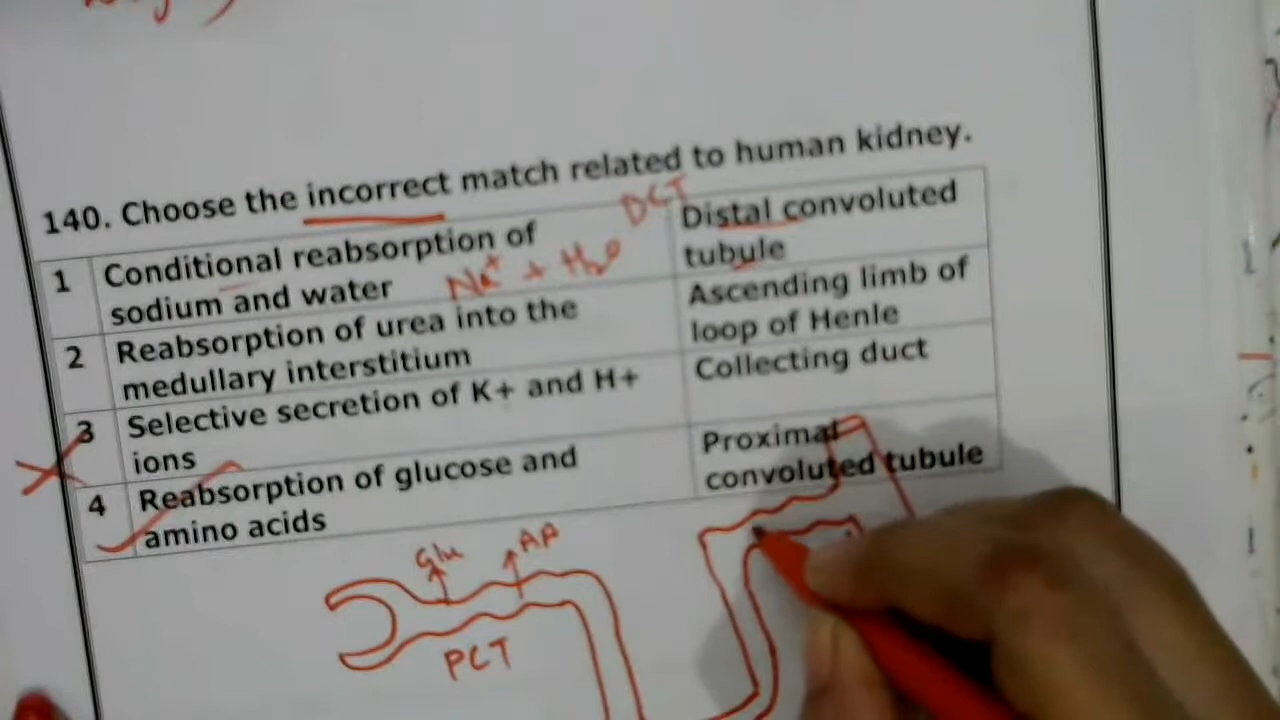 140. Choose the incorrect match related to human kidney.
DCT
1 Conditional reabsorption of Distal convoluted
sodium and water Na+ + H2O tubule
2 Reabsorption of urea into the Ascending limb of
medullary interstitium loop of Henle
3 Selective secretion of K+ and H+ Collecting duct
ions
4 Reabsorption of glucose and Proximal
amino acids convoluted tubule
Glu AA
PCT